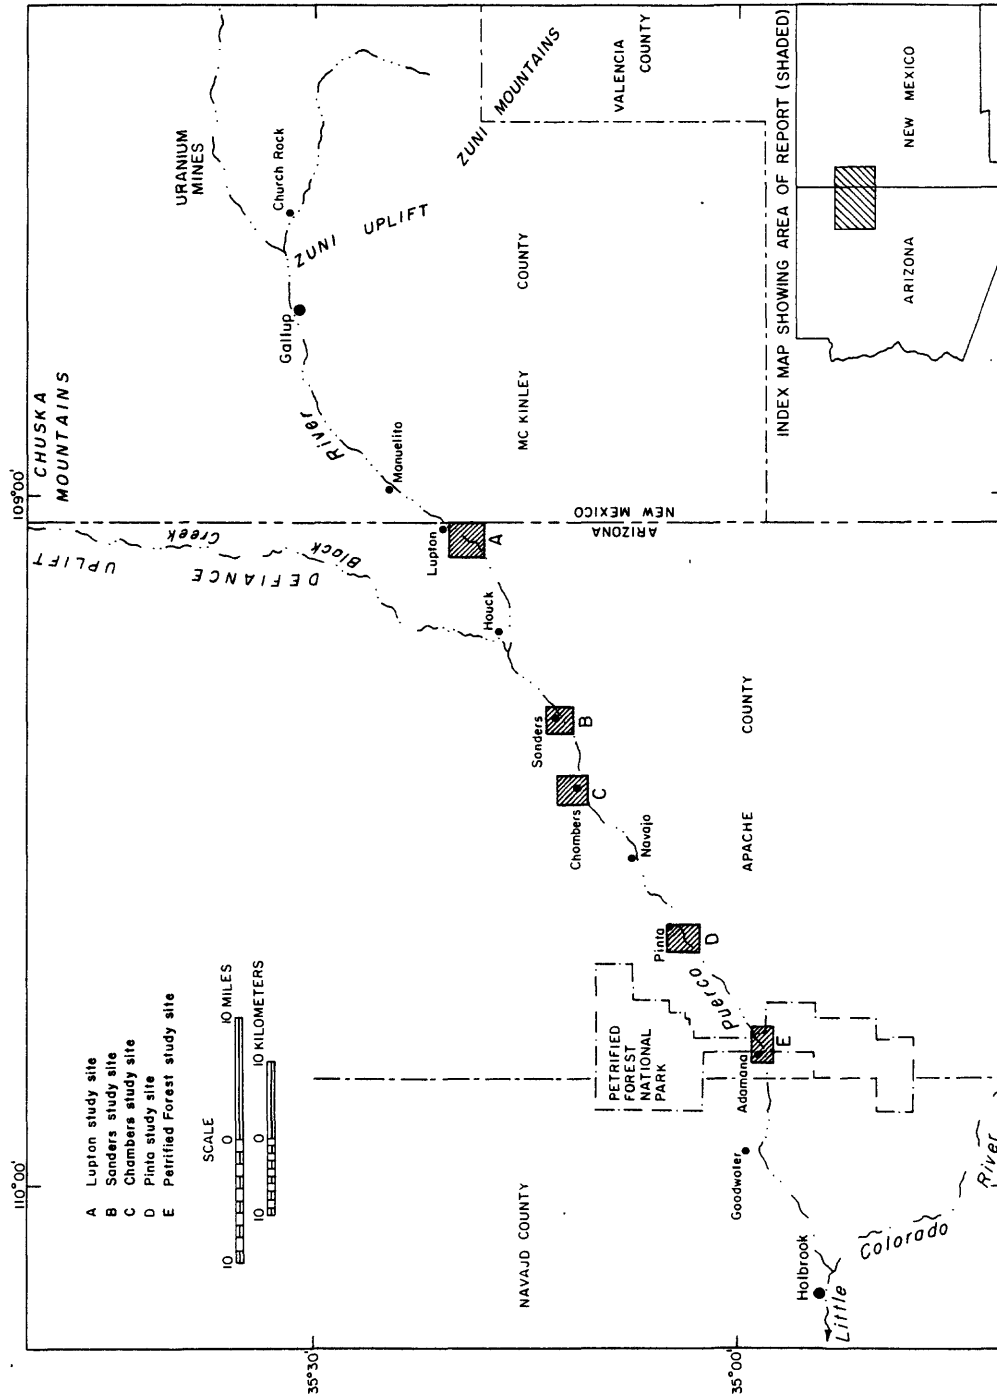 109°00'
110°00'
35°30'
35°00'
CHUSKA
MOUNTAINS
UPLIFT
DEFIANCE
Black
Creek
URANIUM
MINES
Church Rock
ZUNI UPLIFT
ZUNI MOUNTAINS
Gallup
River
Manuelito
Lupton
A
Houck
Sanders
B
Chambers
C
Navajo
Pinta
D
Puerco
E
Adamana
PETRIFIED
FOREST
NATIONAL
PARK
Goodwater
Holbrook
Little
Colorado
River
VALENCIA
COUNTY
MC KINLEY COUNTY
ARIZONA
NEW MEXICO
APACHE COUNTY
NAVAJO COUNTY
A Lupton study site
B Sanders study site
C Chambers study site
D Pinta study site
E Petrified Forest study site
SCALE
10 0 10 MILES
10 0 10 KILOMETERS
INDEX MAP SHOWING AREA OF REPORT (SHADED)
ARIZONA
NEW MEXICO